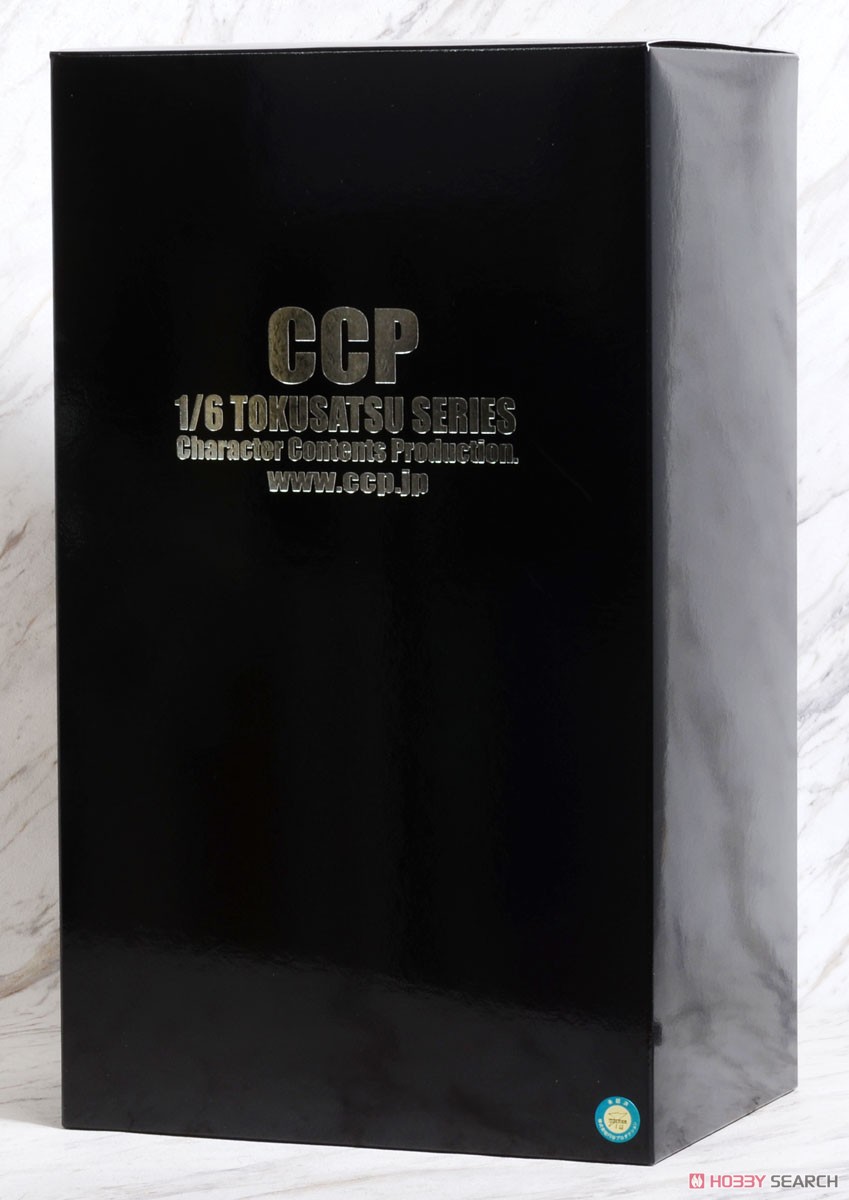 CCP
1/6 TOKUSATSU SERIES
Character Contents Production.
www.ccp.jp
HOBBY SEARCH